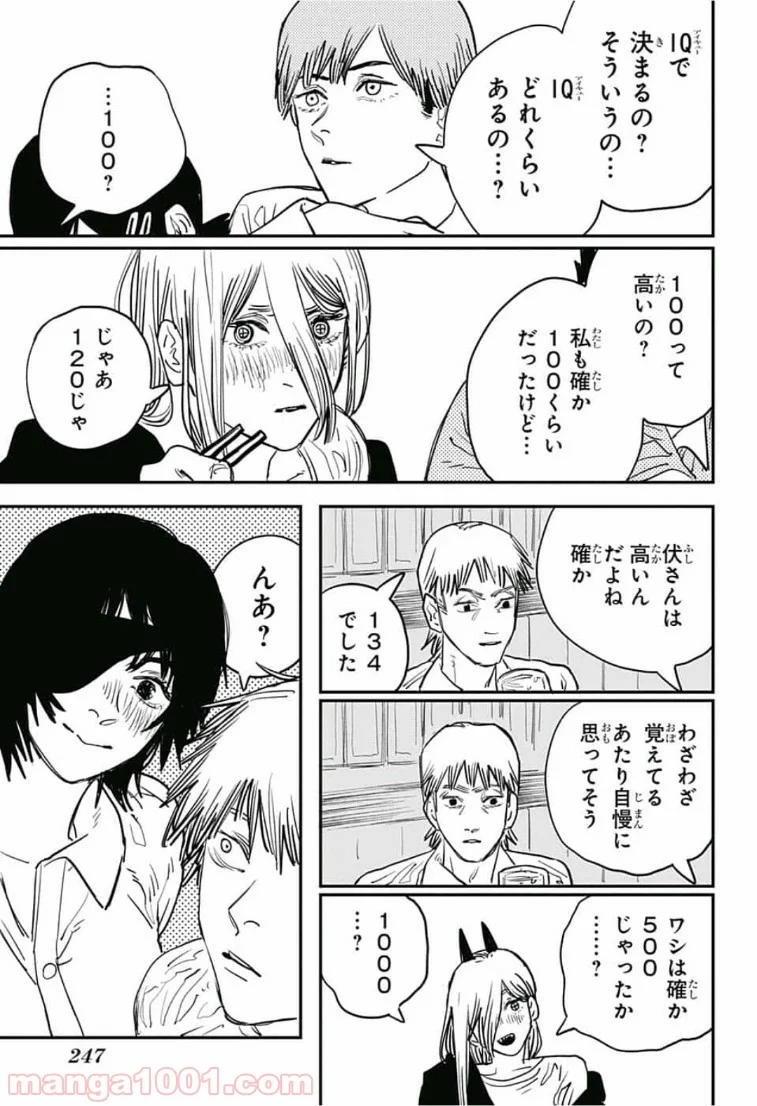 IQで
決まるの？
そういうの…
IQ
どれくらい
あるの…？
…100？
100って
高いの？
私も確か
100くらい
だったけど…
じゃあ
120じゃ
伏さんは
高いん
だよね
確か
134
でした
わざわざ
覚えてる
あたり自慢に
思ってそう
ワシは確か
500
じゃったか
……？
1000
…？
んあ？
247
manga1001.com